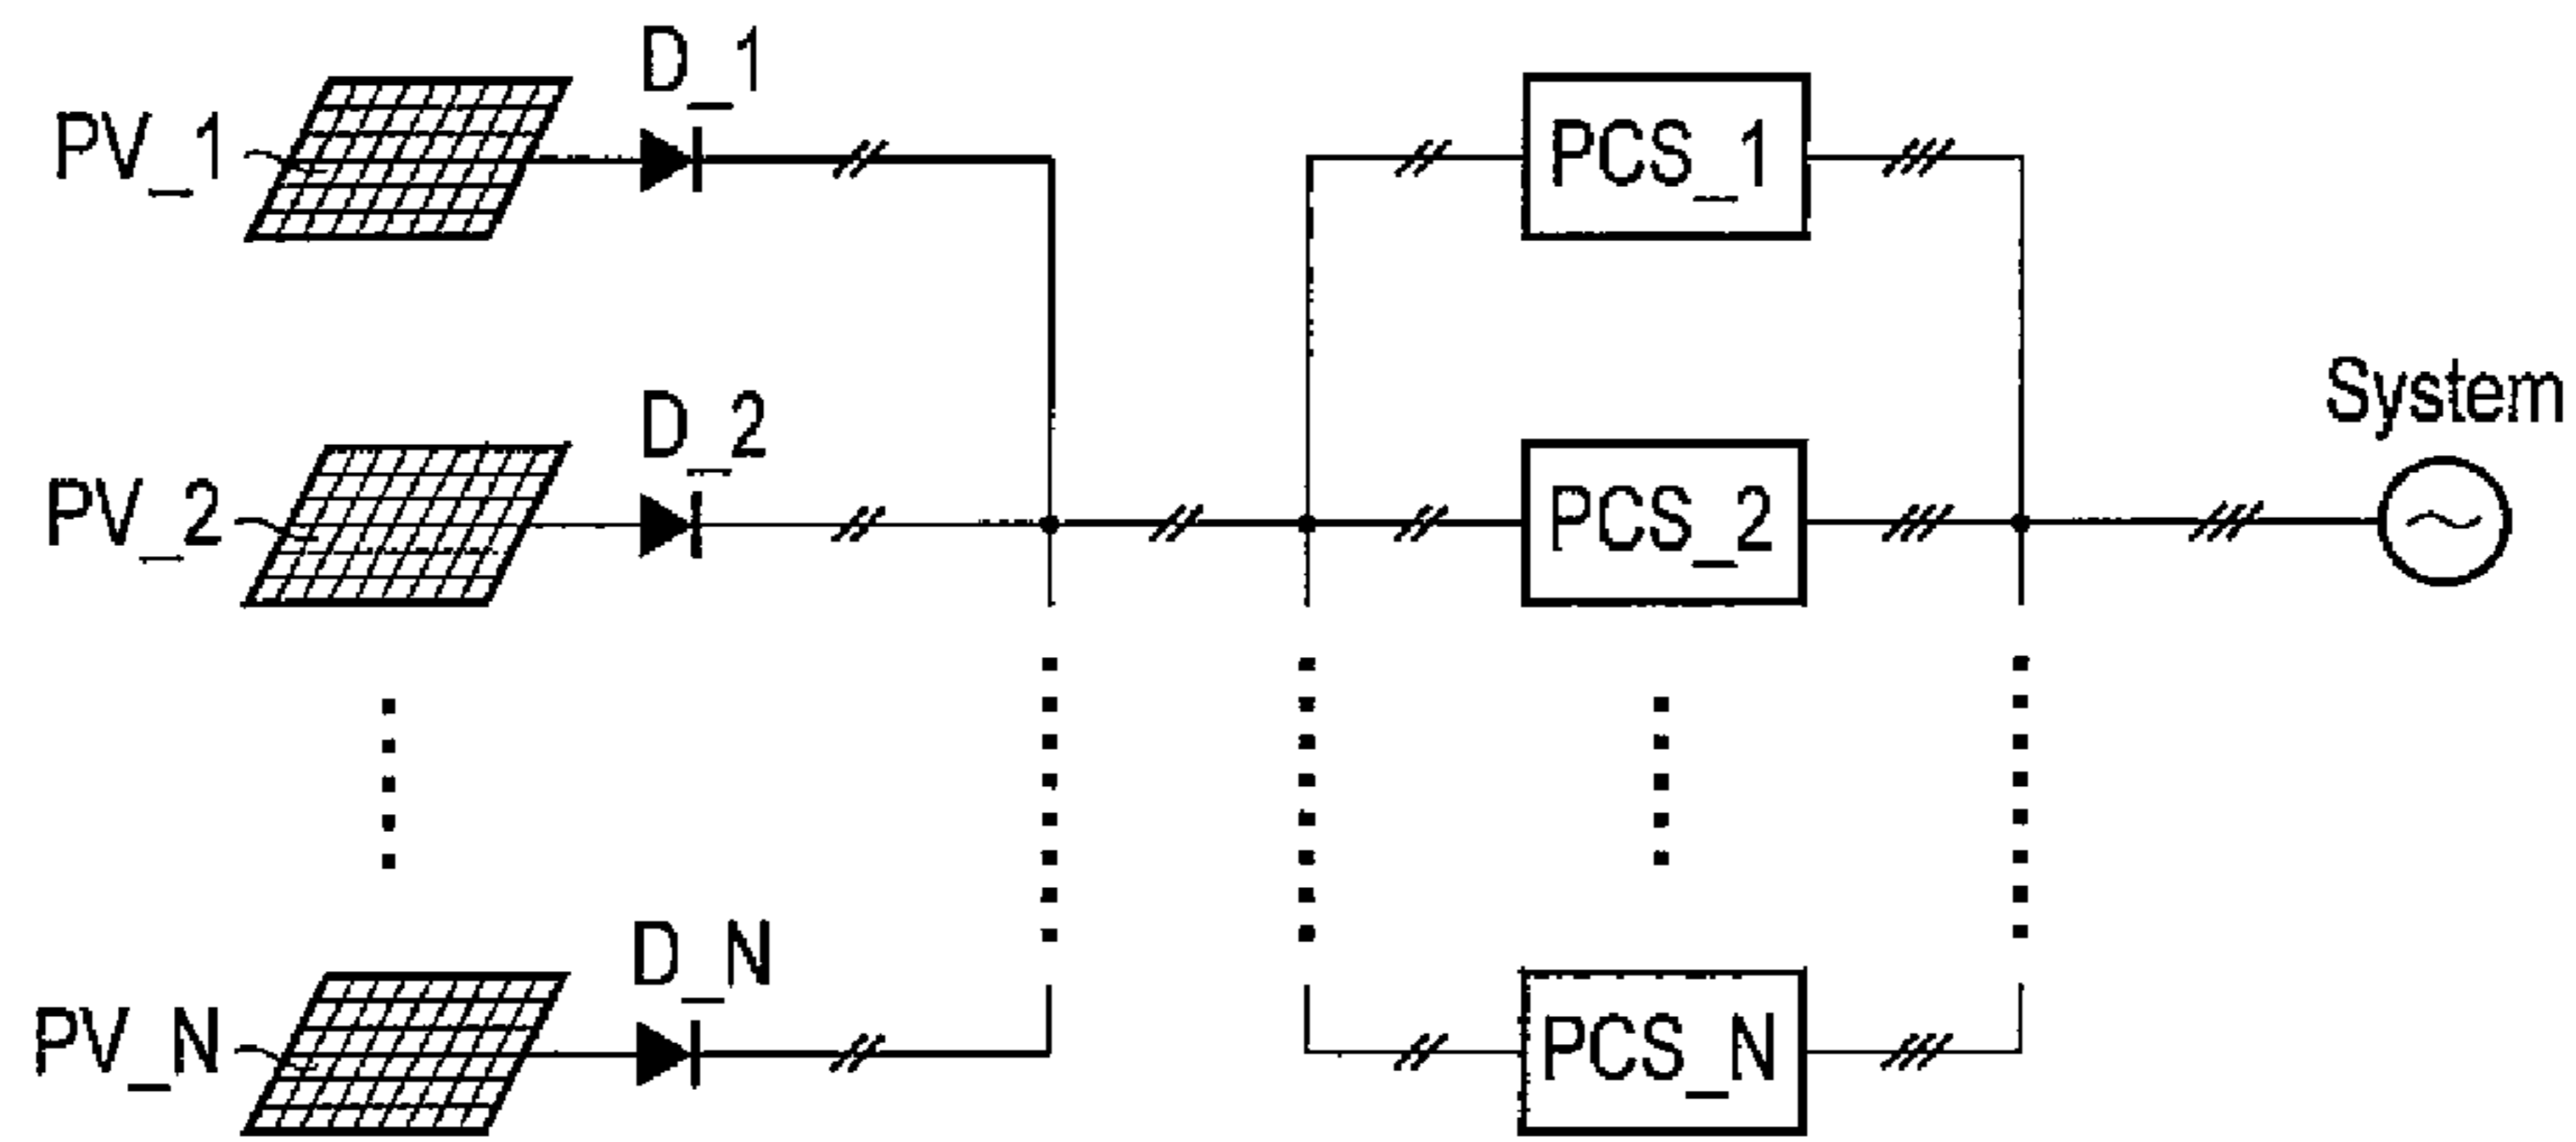 D_1
PV_1
PCS_1
System
D_2
PV_2
PCS_2
D_N
PV_N
PCS_N